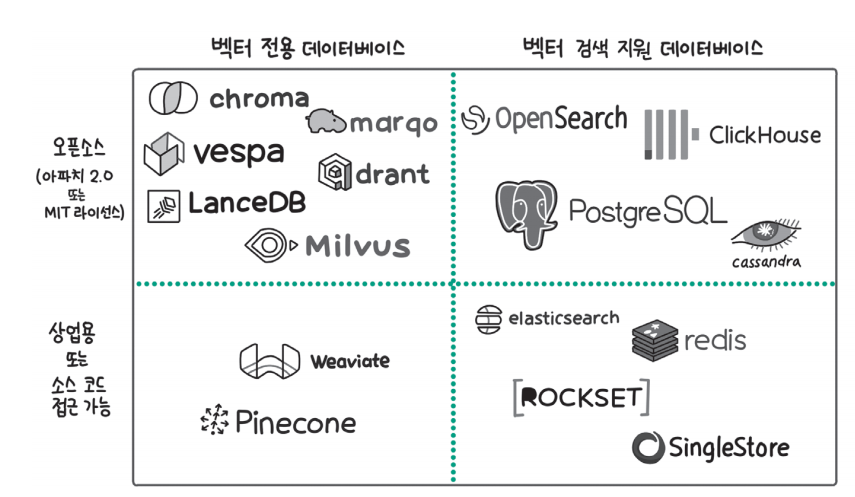 벡터 전용 데이터베이스
벡터 검색 지원 데이터베이스
오픈소스
(아파치 2.0
또는
MIT 라이선스)
chroma
marqo
vespa
drant
LanceDB
Milvus
OpenSearch
ClickHouse
PostgreSQL
cassandra
상업용
또는
소스 코드
접근 가능
Weaviate
Pinecone
elasticsearch
redis
[ROCKSET]
SingleStore